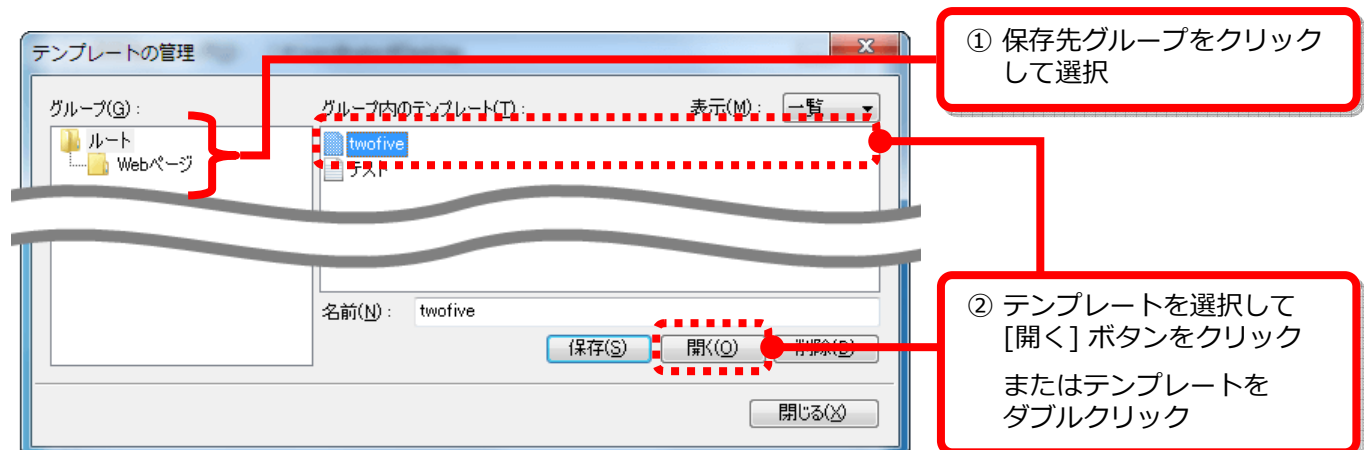 テンプレートの管理
① 保存先グループをクリック
して選択
グループ(G):
グループ内のテンプレート(T):
表示(M):
一覧
ルート
Webページ
twofive
テスト
名前(N):
twofive
保存(S)
開く(O)
削除(D)
閉じる(X)
② テンプレートを選択して
[開く] ボタンをクリック
またはテンプレートを
ダブルクリック